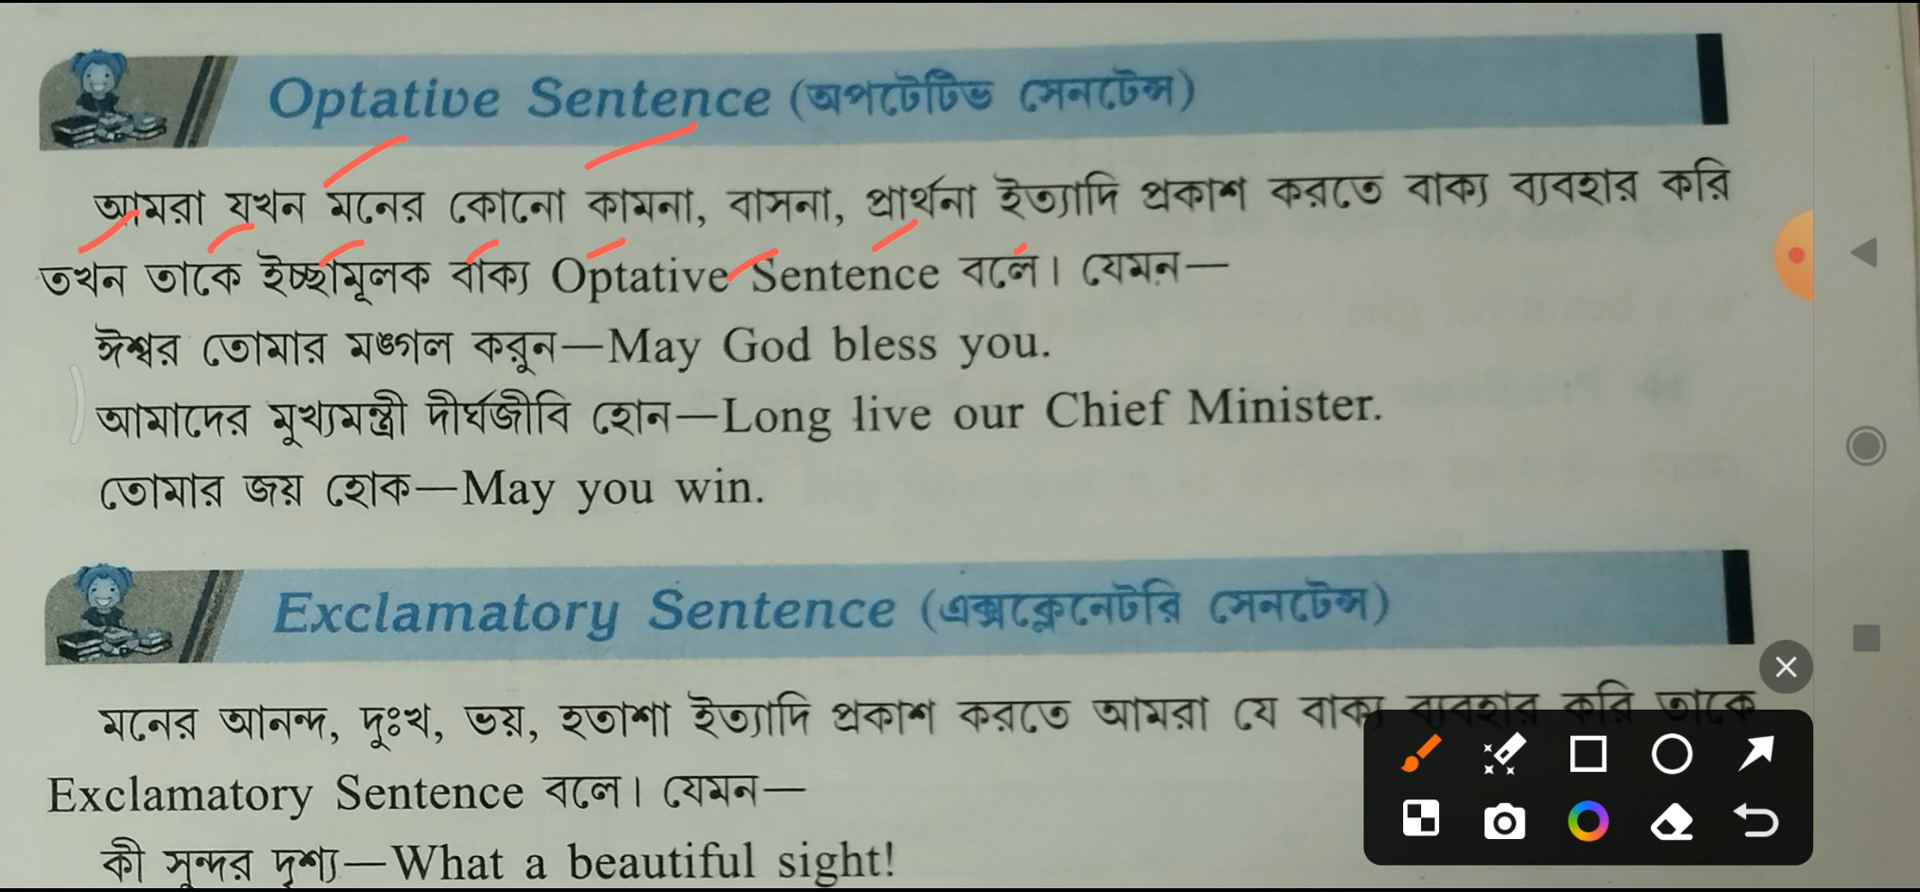 Optative Sentence (অপটেটিভ সেনটেন্স)
আমরা যখন মনের কোনো কামনা, বাসনা, প্রার্থনা ইত্যাদি প্রকাশ করতে বাক্য ব্যবহার করি
তখন তাকে ইচ্ছামূলক বাক্য Optative Sentence বলে। যেমন—
ঈশ্বর তোমার মঙ্গল করুন—May God bless you.
আমাদের মুখ্যমন্ত্রী দীর্ঘজীবি হোন—Long live our Chief Minister.
তোমার জয় হোক—May you win.
Exclamatory Sentence (এক্সক্লেনেটরি সেনটেন্স)
মনের আনন্দ, দুঃখ, ভয়, হতাশা ইত্যাদি প্রকাশ করতে আমরা যে বাক্য ব্যবহার করি তাকে
Exclamatory Sentence বলে। যেমন—
কী সুন্দর দৃশ্য—What a beautiful sight!